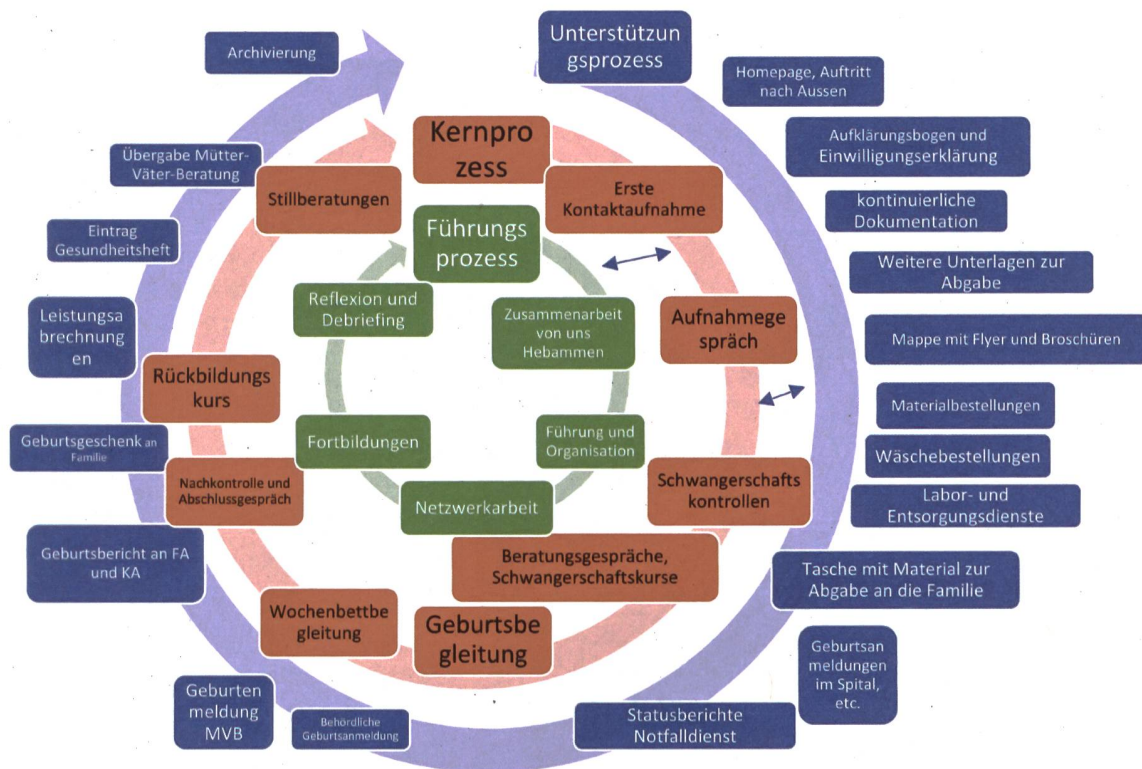 Unterstützun
gsprozess
Homepage, Auftritt
nach Aussen
Aufklärungsbogen und
Einwilligungserklärung
kontinuierliche
Dokumentation
Weitere Unterlagen zur
Abgabe
Mappe mit Flyer und Broschüren
Materialbestellungen
Wäschebestellungen
Labor- und
Entsorgungsdienste
Tasche mit Material zur
Abgabe an die Familie
Geburtsan
meldungen
im Spital,
etc.
Statusberichte
Notfalldienst
Behördliche
Geburtsanmeldung
Geburten
meldung
MVB
Geburtsbericht an FA
und KA
Geburtsgeschenk an
Familie
Leistungsa
brechnung
en
Eintrag
Gesundheitsheft
Übergabe Mütter-
Väter-Beratung
Archivierung
Kernpro
zess
Erste
Kontaktaufnahme
Aufnahmege
spräch
Schwangerschafts
kontrollen
Beratungsgespräche,
Schwangerschaftskurse
Geburtsbe
gleitung
Wochenbettbe
gleitung
Nachkontrolle und
Abschlussgespräch
Rückbildungs
kurs
Stillberatungen
Führungs
prozess
Zusammenarbeit
von uns
Hebammen
Führung und
Organisation
Netzwerkarbeit
Fortbildungen
Reflexion und
Debriefing